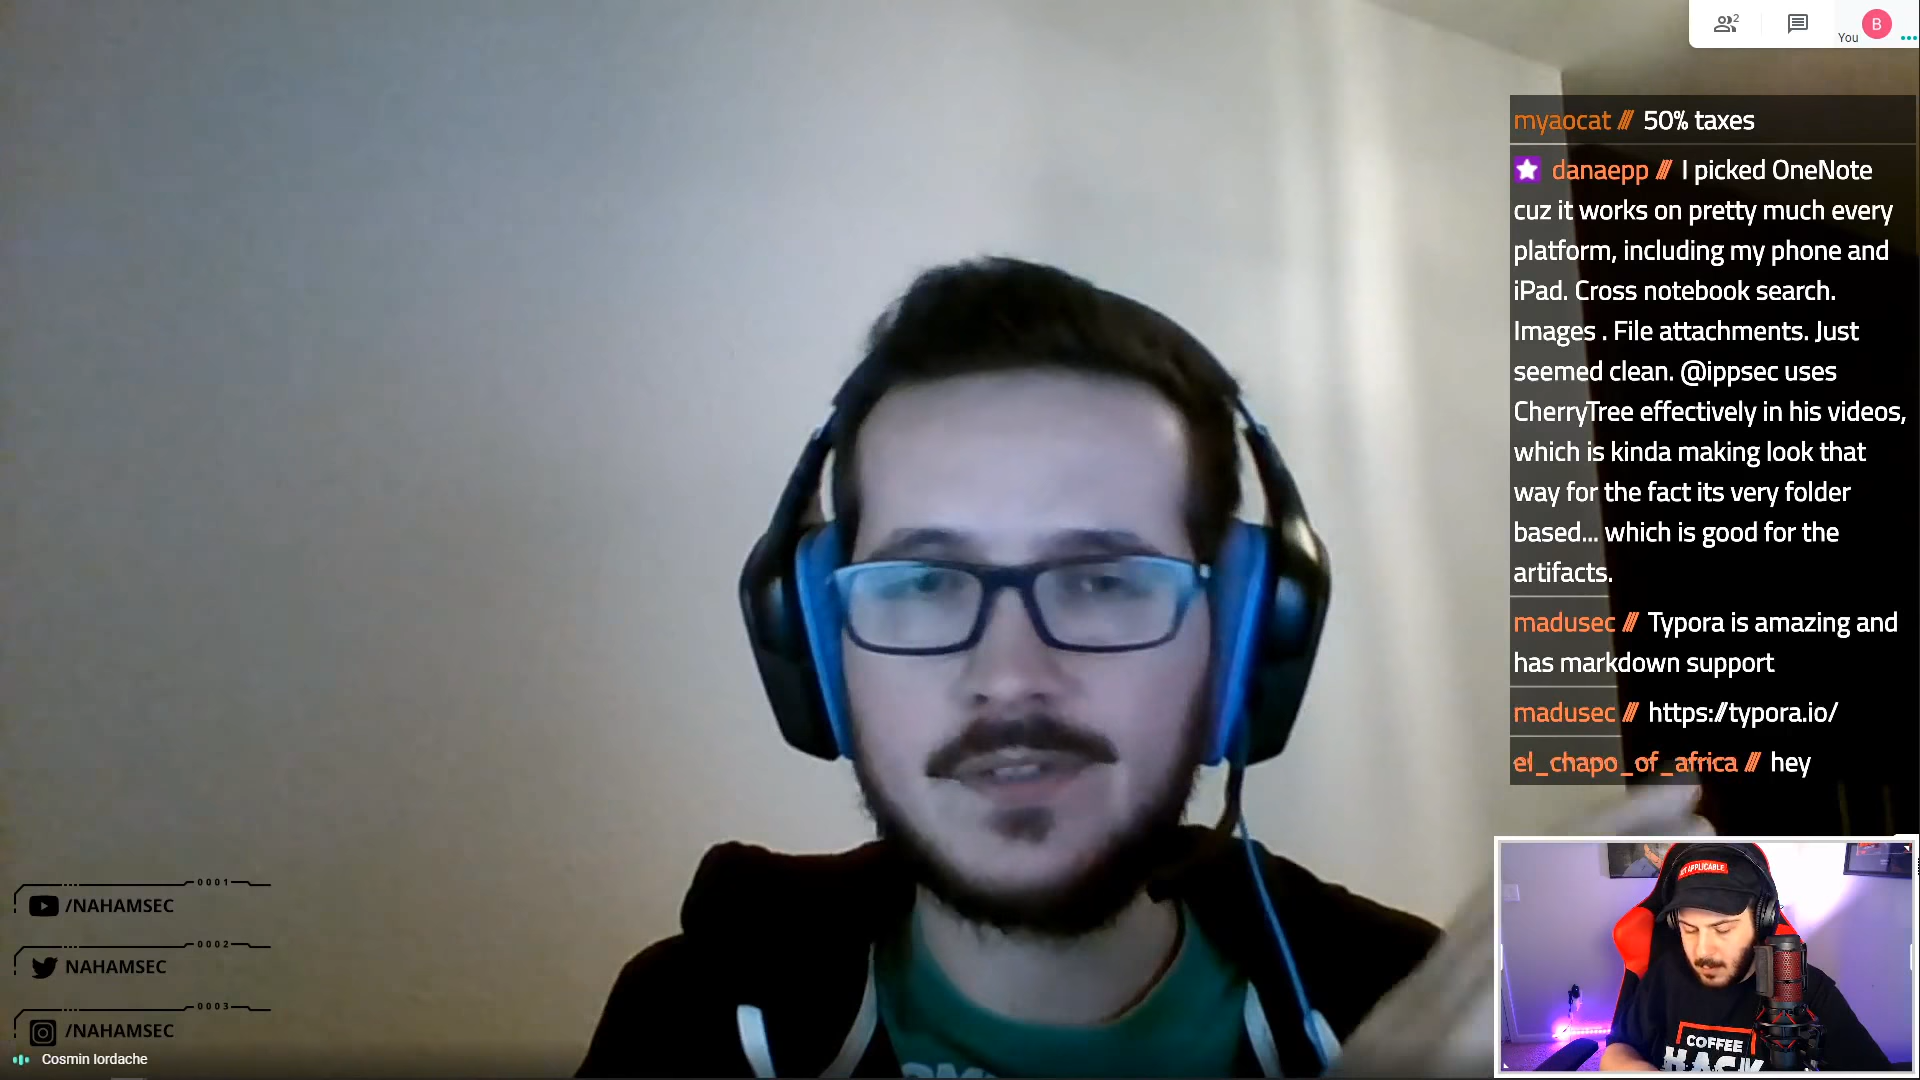 2
You
B
myaocat /// 50% taxes
danaepp /// I picked OneNote
cuz it works on pretty much every
platform, including my phone and
iPad. Cross notebook search.
Images . File attachments. Just
seemed clean. @ippsec uses
CherryTree effectively in his videos,
which is kinda making look that
way for the fact its very folder
based... which is good for the
artifacts.
madusec /// Typora is amazing and
has markdown support
madusec /// https://typora.io/
el_chapo_of_africa /// hey
0001
/NAHAMSEC
0002
NAHAMSEC
0003
/NAHAMSEC
Cosmin Iordache
COFFEE
HACK